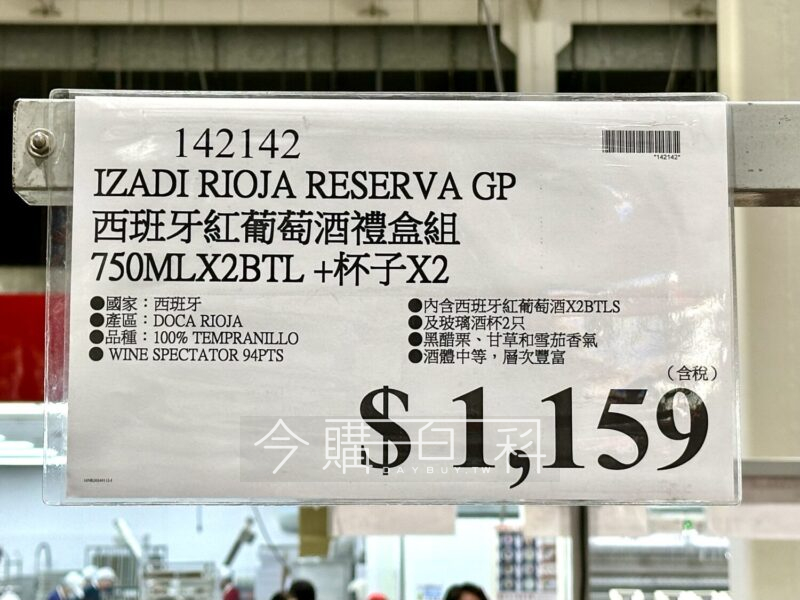 142142
"142142"
IZADI RIOJA RESERVA GP
西班牙紅葡萄酒禮盒組
750MLX2BTL +杯子X2
●國家：西班牙
●產區：DOCA RIOJA
●品種：100% TEMPRANILLO
● WINE SPECTATOR 94PTS
●內含西班牙紅葡萄酒X2BTLS
●及玻璃酒杯2只
●黑醋栗、甘草和雪茄香氣
●酒體中等，層次豐富
（含稅）
$ 1,159
今購百科
DAYBUY.TW